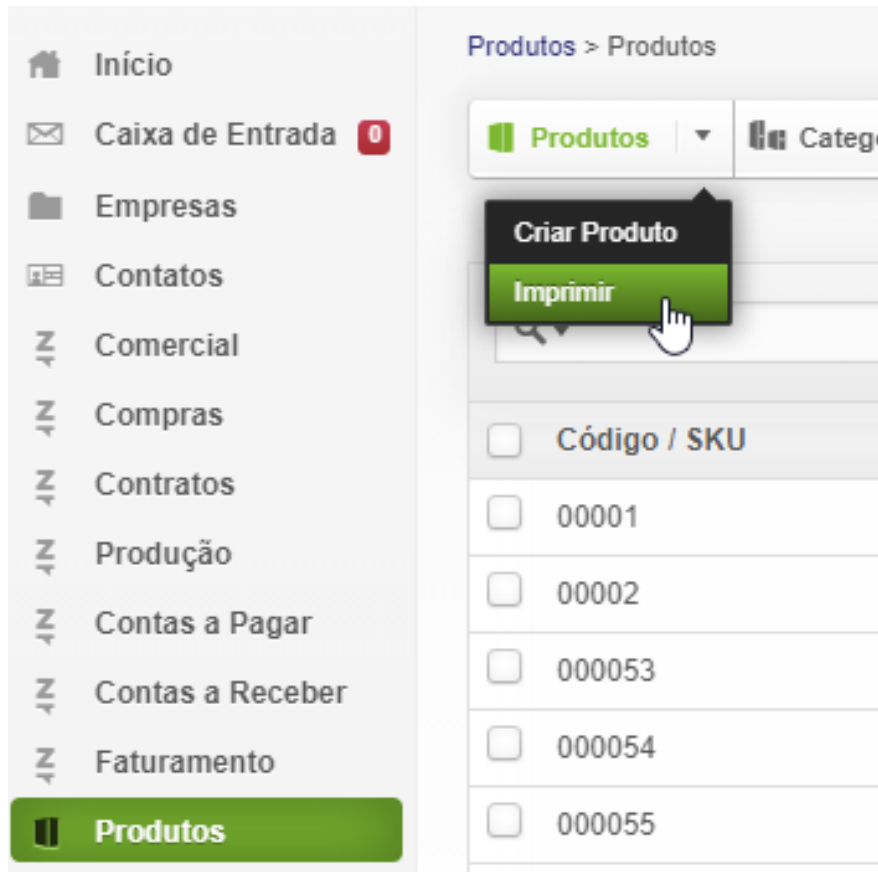 Início
Caixa de Entrada 0
Empresas
Contatos
Comercial
Compras
Contratos
Produção
Contas a Pagar
Contas a Receber
Faturamento
Produtos
Produtos > Produtos
Produtos Categ
Criar Produto
Imprimir
Código / SKU
00001
00002
000053
000054
000055